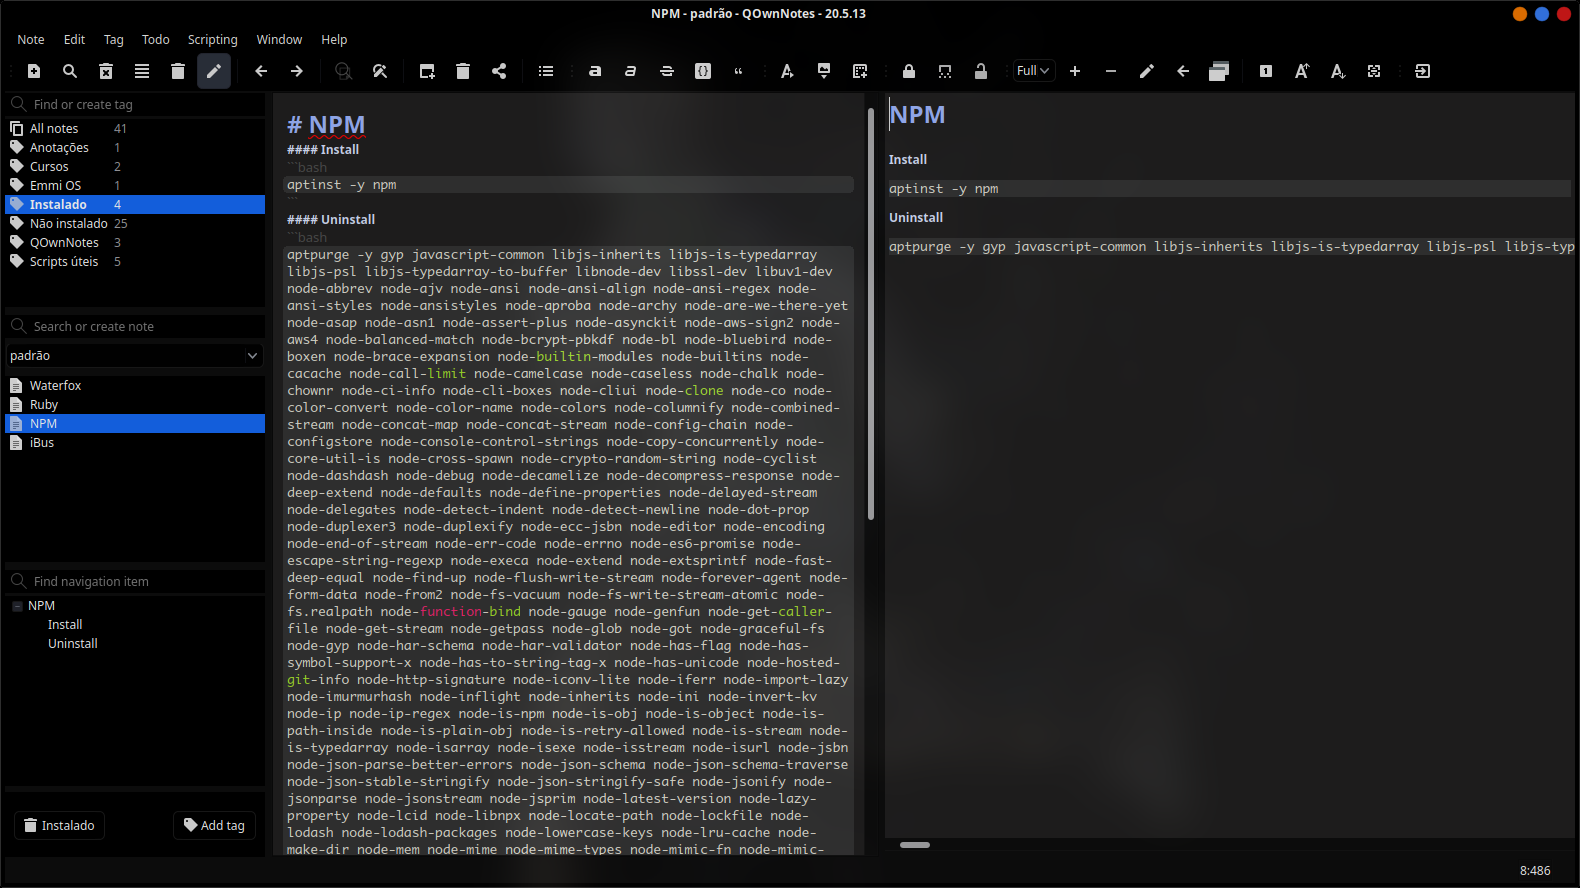 NPM - padrão - QOwnNotes - 20.5.13
Note Edit Tag Todo Scripting Window Help
Full
Find or create tag
All notes 41
Anotações 1
Cursos 2
Emmi OS 1
Instalado 4
Não instalado 25
QOwnNotes 3
Scripts úteis 5
Search or create note
padrão
Waterfox
Ruby
NPM
iBus
Find navigation item
NPM
Install
Uninstall
Instalado
Add tag
# NPM
#### Install
```bash
aptinst -y npm
```
#### Uninstall
```bash
aptpurge -y gyp javascript-common libjs-inherits libjs-is-typedarray
libjs-psl libjs-typedarray-to-buffer libnode-dev libssl-dev libuv1-dev
node-abbrev node-ajv node-ansi node-ansi-align node-ansi-regex node-
ansi-styles node-ansistyles node-aproba node-archy node-are-we-there-yet
node-asap node-asn1 node-assert-plus node-asynckit node-aws-sign2 node-
aws4 node-balanced-match node-bcrypt-pbkdf node-bl node-bluebird node-
boxen node-brace-expansion node-builtin-modules node-builtins node-
cacache node-call-limit node-camelcase node-caseless node-chalk node-
chownr node-ci-info node-cli-boxes node-cliui node-clone node-co node-
color-convert node-color-name node-colors node-columnify node-combined-
stream node-concat-map node-concat-stream node-config-chain node-
configstore node-console-control-strings node-copy-concurrently node-
core-util-is node-cross-spawn node-crypto-random-string node-cyclist
node-dashdash node-debug node-decamelize node-decompress-response node-
deep-extend node-defaults node-define-properties node-delayed-stream
node-delegates node-detect-indent node-detect-newline node-dot-prop
node-duplexer3 node-duplexify node-ecc-jsbn node-editor node-encoding
node-end-of-stream node-err-code node-errno node-es6-promise node-
escape-string-regexp node-execa node-extend node-extsprintf node-fast-
deep-equal node-find-up node-flush-write-stream node-forever-agent node-
form-data node-from2 node-fs-vacuum node-fs-write-stream-atomic node-
fs.realpath node-function-bind node-gauge node-genfun node-get-caller-
file node-get-stream node-getpass node-glob node-got node-graceful-fs
node-gyp node-har-schema node-har-validator node-has-flag node-has-
symbol-support-x node-has-to-string-tag-x node-has-unicode node-hosted-
git-info node-http-signature node-iconv-lite node-iferr node-import-lazy
node-imurmurhash node-inflight node-inherits node-ini node-invert-kv
node-ip node-ip-regex node-is-npm node-is-obj node-is-object node-is-
path-inside node-is-plain-obj node-is-retry-allowed node-is-stream node-
is-typedarray node-isarray node-isexe node-isstream node-isurl node-jsbn
node-json-parse-better-errors node-json-schema node-json-schema-traverse
node-json-stable-stringify node-json-stringify-safe node-jsonify node-
jsonparse node-jsonstream node-jsprim node-latest-version node-lazy-
property node-lcid node-libnpx node-locate-path node-lockfile node-
lodash node-lodash-packages node-lowercase-keys node-lru-cache node-
make-dir node-mem node-mime node-mime-types node-mimic-fn node-mimic-
NPM
Install
aptinst -y npm
Uninstall
aptpurge -y gyp javascript-common libjs-inherits libjs-is-typedarray libjs-psl libjs-typ
8:486